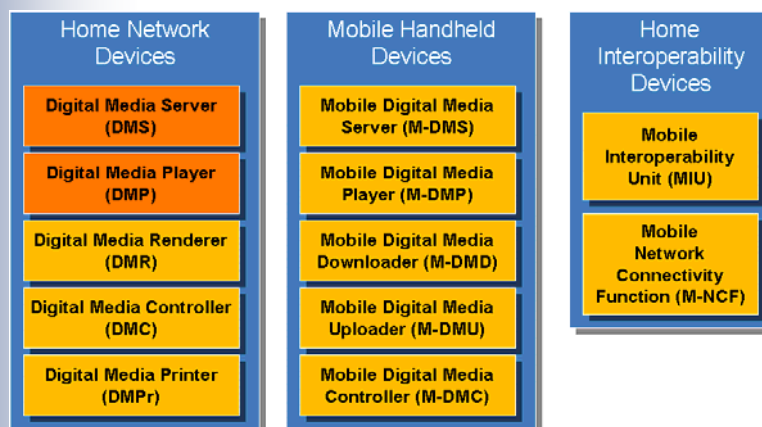 Home Network
Devices
Digital Media Server
(DMS)
Digital Media Player
(DMP)
Digital Media Renderer
(DMR)
Digital Media Controller
(DMC)
Digital Media Printer
(DMPr)
Mobile Handheld
Devices
Mobile Digital Media
Server (M-DMS)
Mobile Digital Media
Player (M-DMP)
Mobile Digital Media
Downloader (M-DMD)
Mobile Digital Media
Uploader (M-DMU)
Mobile Digital Media
Controller (M-DMC)
Home
Interoperability
Devices
Mobile
Interoperability
Unit (MIU)
Mobile
Network
Connectivity
Function (M-NCF)